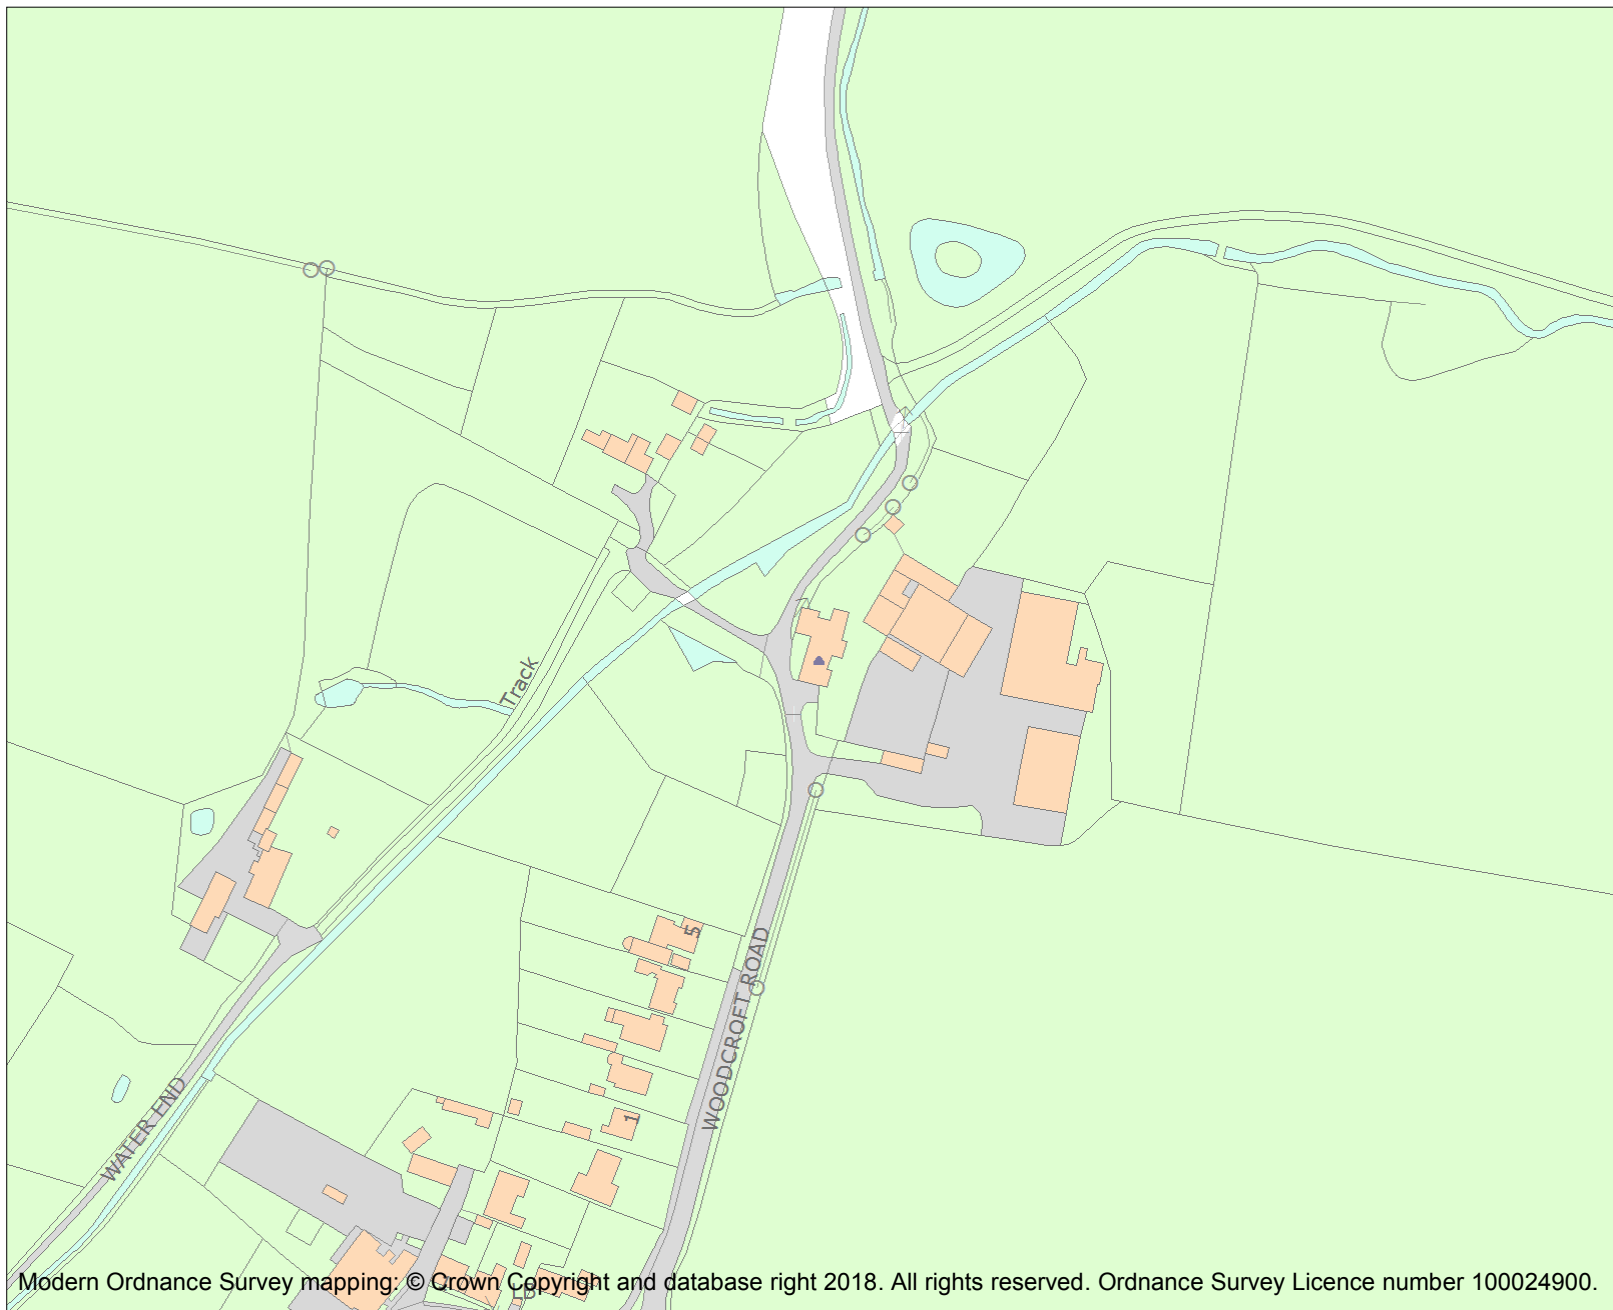 Track
5
WOODCROFT ROAD
1
WATER END
LB
Modern Ordnance Survey mapping: © Crown Copyright and database right 2018. All rights reserved. Ordnance Survey Licence number 100024900.